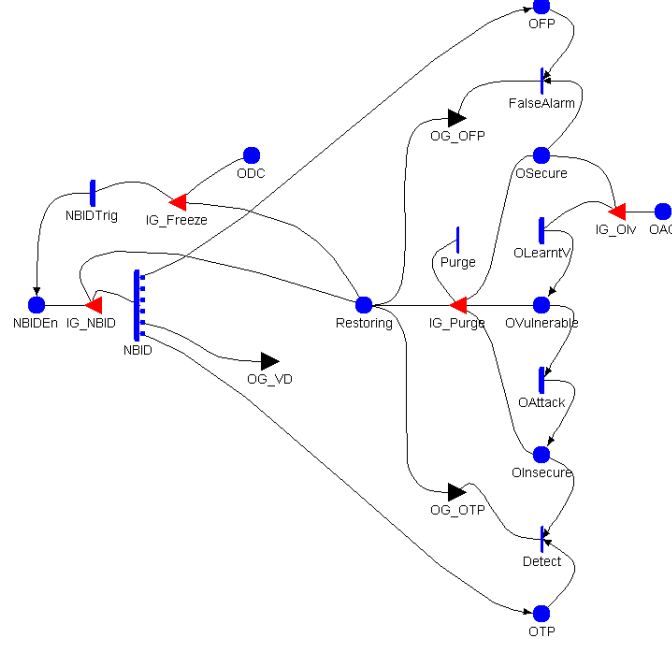 OFP
FalseAlarm
OG_OFP
ODC
OSecure
NBIDTrig
IG_Freeze
IG_Olv
OLearntV
Purge
NBIDEn
IG_NBID
Restoring
IG_Purge
OVulnerable
NBID
OG_VD
OAttack
OInsecure
OG_OTP
Detect
OTP